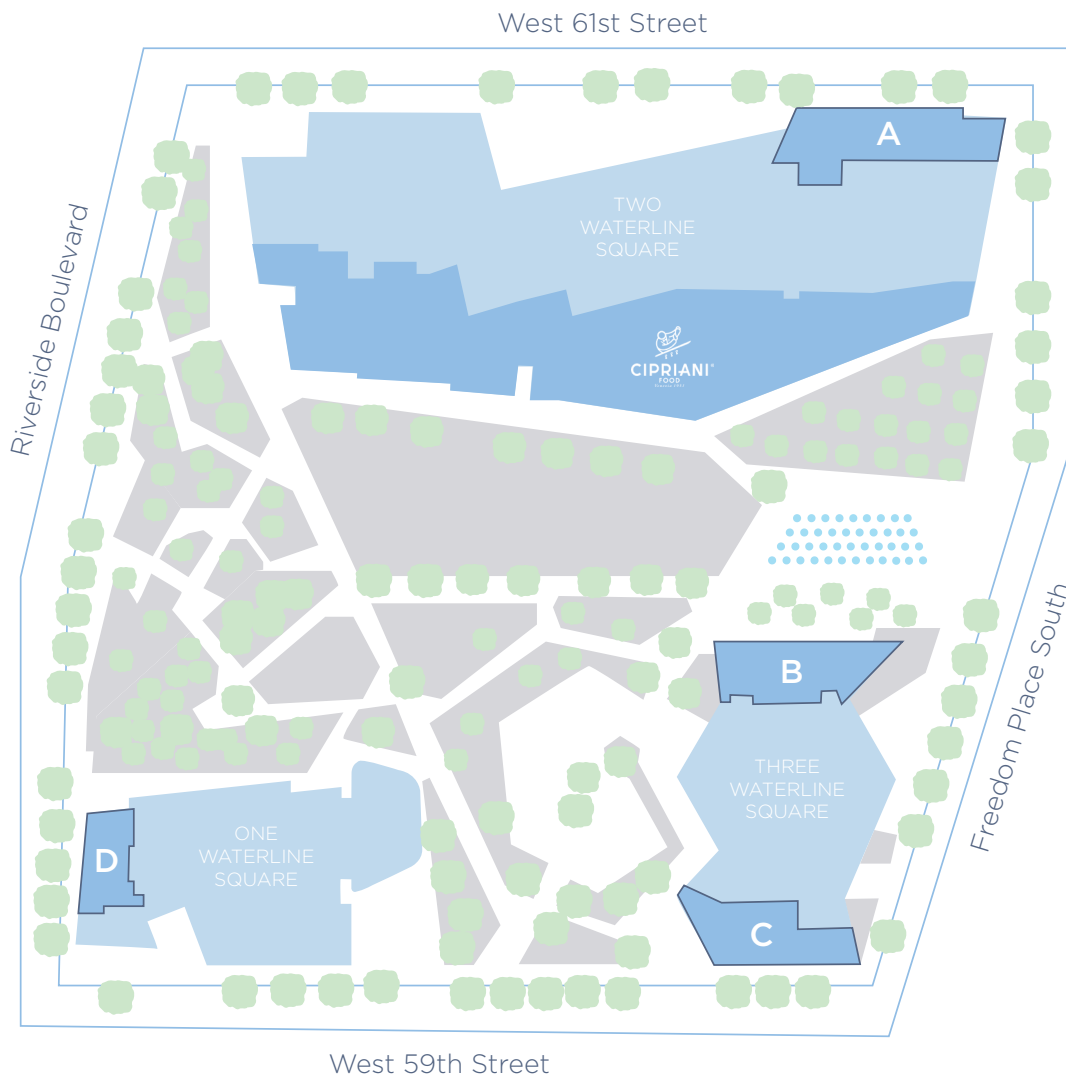 West 61st Street
A
TWO
WATERLINE
SQUARE
Riverside Boulevard
CIPRIANI
FOOD
B
THREE
WATERLINE
SQUARE
Freedom Place South
ONE
WATERLINE
SQUARE
D
C
West 59th Street